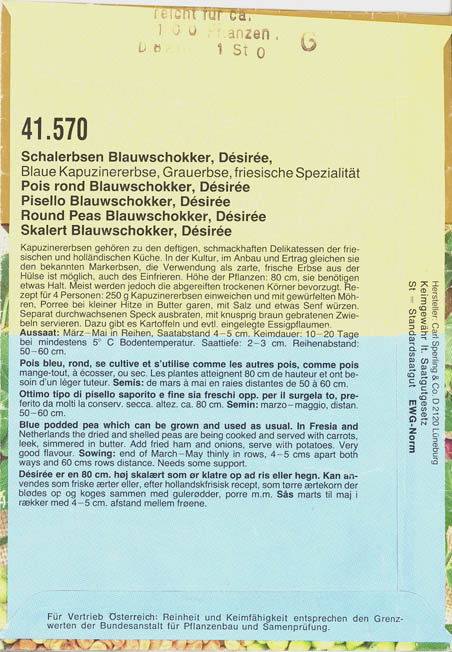 reicht für ca.
100 Pflanzen.
1 St 0 G
41.570
Schalerbsen Blauwschokker, Désirée,
Blaue Kapuzinererbse, Grauerbse, friesische Spezialität
Pois rond Blauwschokker, Désirée
Pisello Blauwschokker, Désirée
Round Peas Blauwschokker, Désirée
Skalert Blauwschokker, Désirée
Kapuzinererbsen gehören zu den deftigen, schmackhaften Delikatessen der frie-
sischen und holländischen Küche. In der Kultur, im Anbau und Ertrag gleichen sie
den bekannten Markerbsen, die Verwendung als zarte, frische Erbse aus der
Hülse ist möglich, auch des Einfrieren. Höhe der Pflanzen: 80 cm, sie benötigen
etwas Halt. Meist werden jedoch die abgereiften trockenen Körner bevorzugt. Re-
zept für 4 Personen: 250 g Kapuzinererbsen einweichen und mit gewürfelten Möh-
ren, Porree bei kleiner Hitze in Butter garen, mit Salz und etwas Senf würzen.
Separat durchwachsenen Speck ausbraten, mit knusprig braun gebratenen Zwie-
beln servieren. Dazu gibt es Kartoffeln und evtl. eingelegte Essigpflaumen.
Aussaat: März–Mai in Reihen, Saatabstand 4–5 cm. Keimdauer: 10–20 Tage
bei mindestens 5° C Bodentemperatur. Saattiefe: 2–3 cm. Reihenabstand:
50–60 cm.
Pois bleu, rond, se cultive et s'utilise comme les autres pois, comme pois
mange-tout, à écosser, ou sec. Les plantes atteignent 80 cm de hauteur et ont be-
soin d'un léger tuteur. Semis: de mars à mai en raies distantes de 50 à 60 cm.
Ottimo tipo di pisello saporito e fine sia freschi opp. per il surgela to, pre-
ferito da molti la conserv. secca. altez. ca. 80 cm. Semin: marzo–maggio, distan.
50–60 cm.
Blue podded pea which can be grown and used as usual. In Fresia and
Netherlands the dried and shelled peas are being cooked and served with carrots,
leek, simmered in butter. Add fried ham and onions, serve with potatoes. Very
good flavour. Sowing: end of March–May thinly in rows, 4–5 cms apart both
ways and 60 cms rows distance. Needs some support.
Désirée er en 80 cm. høj skalært som ør klatre op ad ris eller hegn. Kan an-
vendes som friske ærter eller, efter hollandskfrisisk recept, som tørre ærtekorn der
blødes op og koges sammen med gulerødder, porre m.m. Sås marts til maj i
rækker med 4–5 cm. afstand mellem frøene.
Für Vertrieb Österreich: Reinheit und Keimfähigkeit entsprechen den Grenz-
werten der Bundesanstalt für Pflanzenbau und Samenprüfung.
Hersteller: Carl Sperling & Co, D 2120 Lüneburg
Keimgewähr lt. Saatgutgesetz
St = Standardsaatgut EWG-Norm